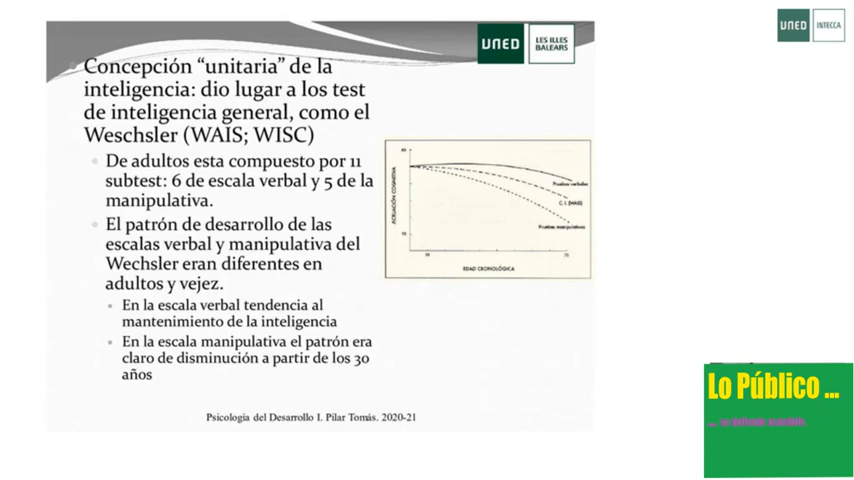 UNED
INTECCA
UNED
LES ILLES
BALEARS
Concepción “unitaria” de la
inteligencia: dio lugar a los test
de inteligencia general, como el
Weschsler (WAIS; WISC)
De adultos esta compuesto por 11
subtest: 6 de escala verbal y 5 de la
manipulativa.
El patrón de desarrollo de las
escalas verbal y manipulativa del
Wechsler eran diferentes en
adultos y vejez.
En la escala verbal tendencia al
mantenimiento de la inteligencia
En la escala manipulativa el patrón era
claro de disminución a partir de los 30
años
ACTUACIÓN COGNITIVA
Pruebas verbales
C.I. (WAIS)
Pruebas manipulativas
EDAD CRONOLÓGICA
Psicología del Desarrollo I. Pilar Tomás. 2020-21
Lo Público ...